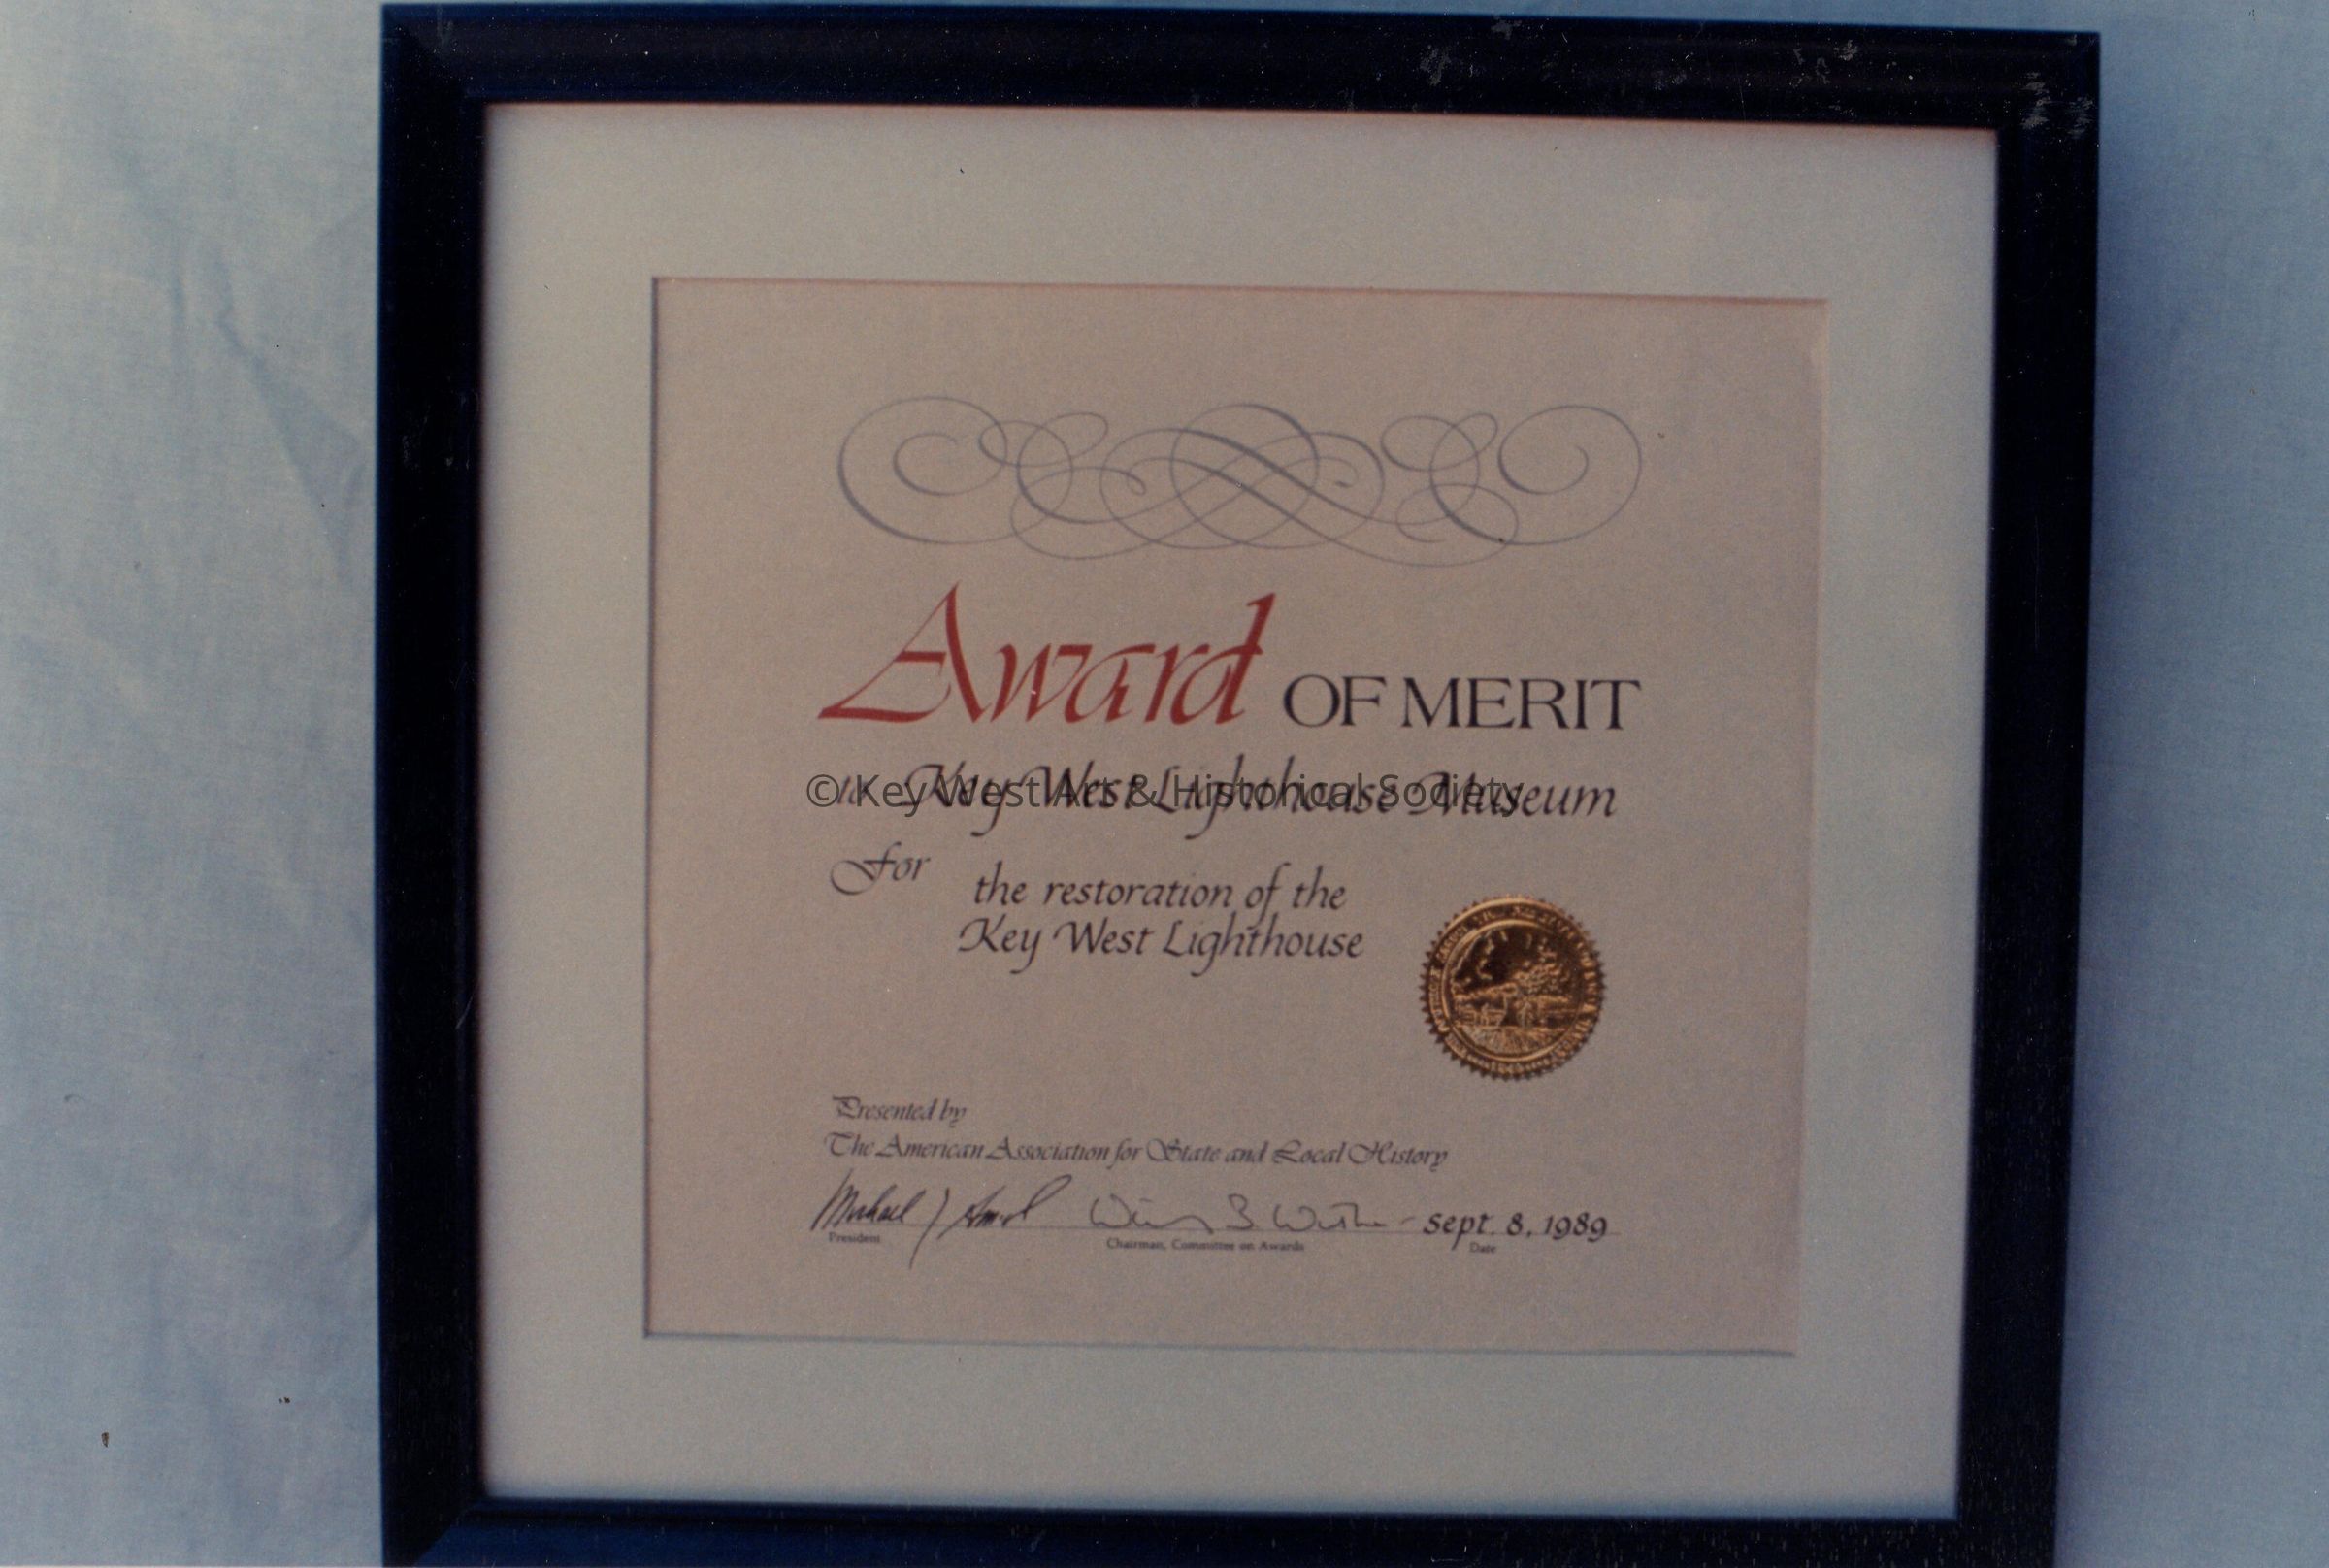 Award OF MERIT
to Key West Lighthouse Museum
© Key West Art & Historical Society
For the restoration of the
Key West Lighthouse
Presented by
The American Association for State and Local History
Michael J
Sept. 8, 1989
President
Chairman, Committee on Awards
Date